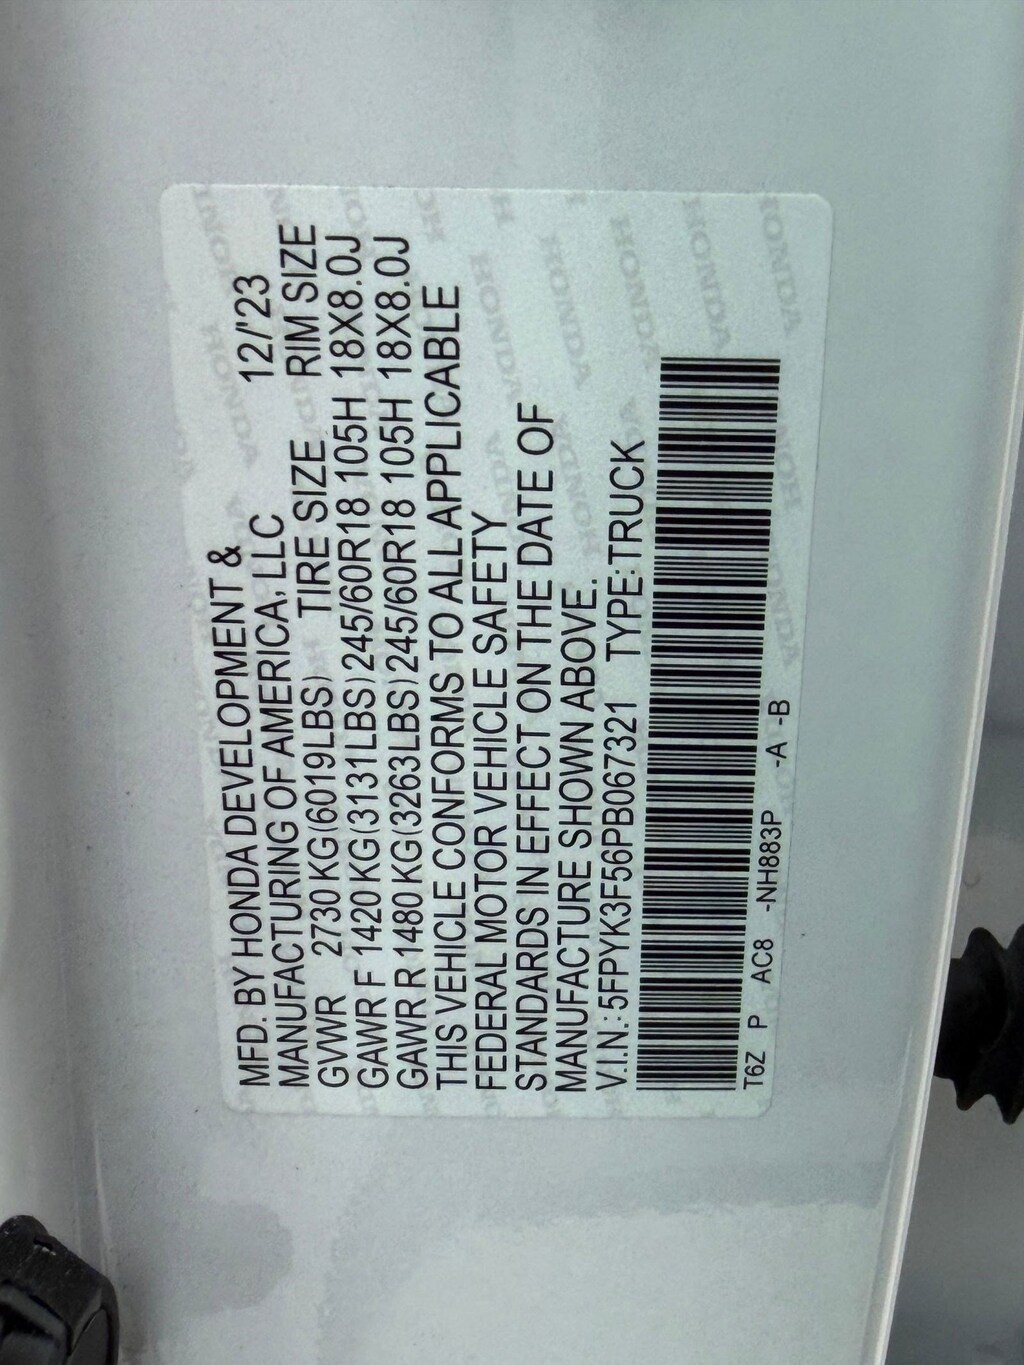 MFD. BY HONDA DEVELOPMENT &
MANUFACTURING OF AMERICA, LLC 12/'23
GVWR 2730 KG(6019LBS) TIRE SIZE RIM SIZE
GAWR F 1420 KG(3131LBS) 245/60R18 105H 18X8.0J
GAWR R 1480 KG(3263LBS) 245/60R18 105H 18X8.0J
THIS VEHICLE CONFORMS TO ALL APPLICABLE
FEDERAL MOTOR VEHICLE SAFETY
STANDARDS IN EFFECT ON THE DATE OF
MANUFACTURE SHOWN ABOVE.
V.I.N.: 5FPYK3F56PB067321 TYPE:TRUCK
T6Z P AC8 -NH883P -A -B